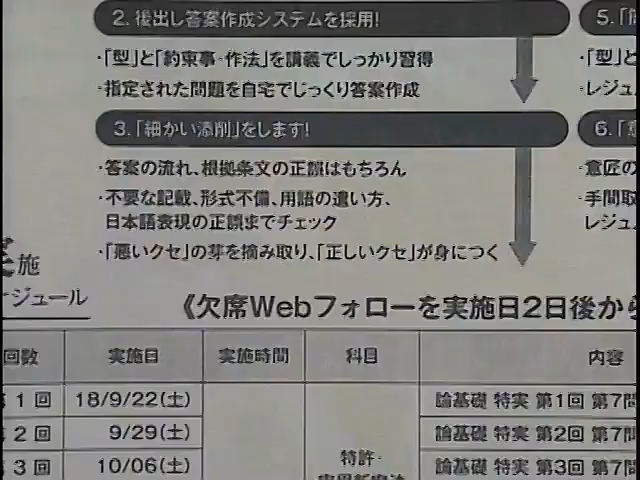 2. 後出し答案作成システムを採用!
・「型」と「約束事・作法」を講義でしっかり習得
・指定された問題を自宅でじっくり答案作成
3.「細かい添削」をします!
・答案の流れ、根拠条文の正誤はもちろん
・不要な記載、形式不備、用語の遣い方、
日本語表現の正誤までチェック
・「悪いクセ」の芽を摘み取り、「正しいクセ」が身につく
5.「
・「型」と
・レジュ
6.「
・意匠の
・手間取
レジュ
実施
ケジュール
《欠席Webフォローを実施日2日後か
回数 実施日 実施時間 科目 内容
1 回 18/9/22(土) 論基礎 特実 第1回 第7問
2 回 9/29(土) 論基礎 特実 第2回 第7問
3 回 10/06(土) 特許・ 論基礎 特実 第3回 第7問